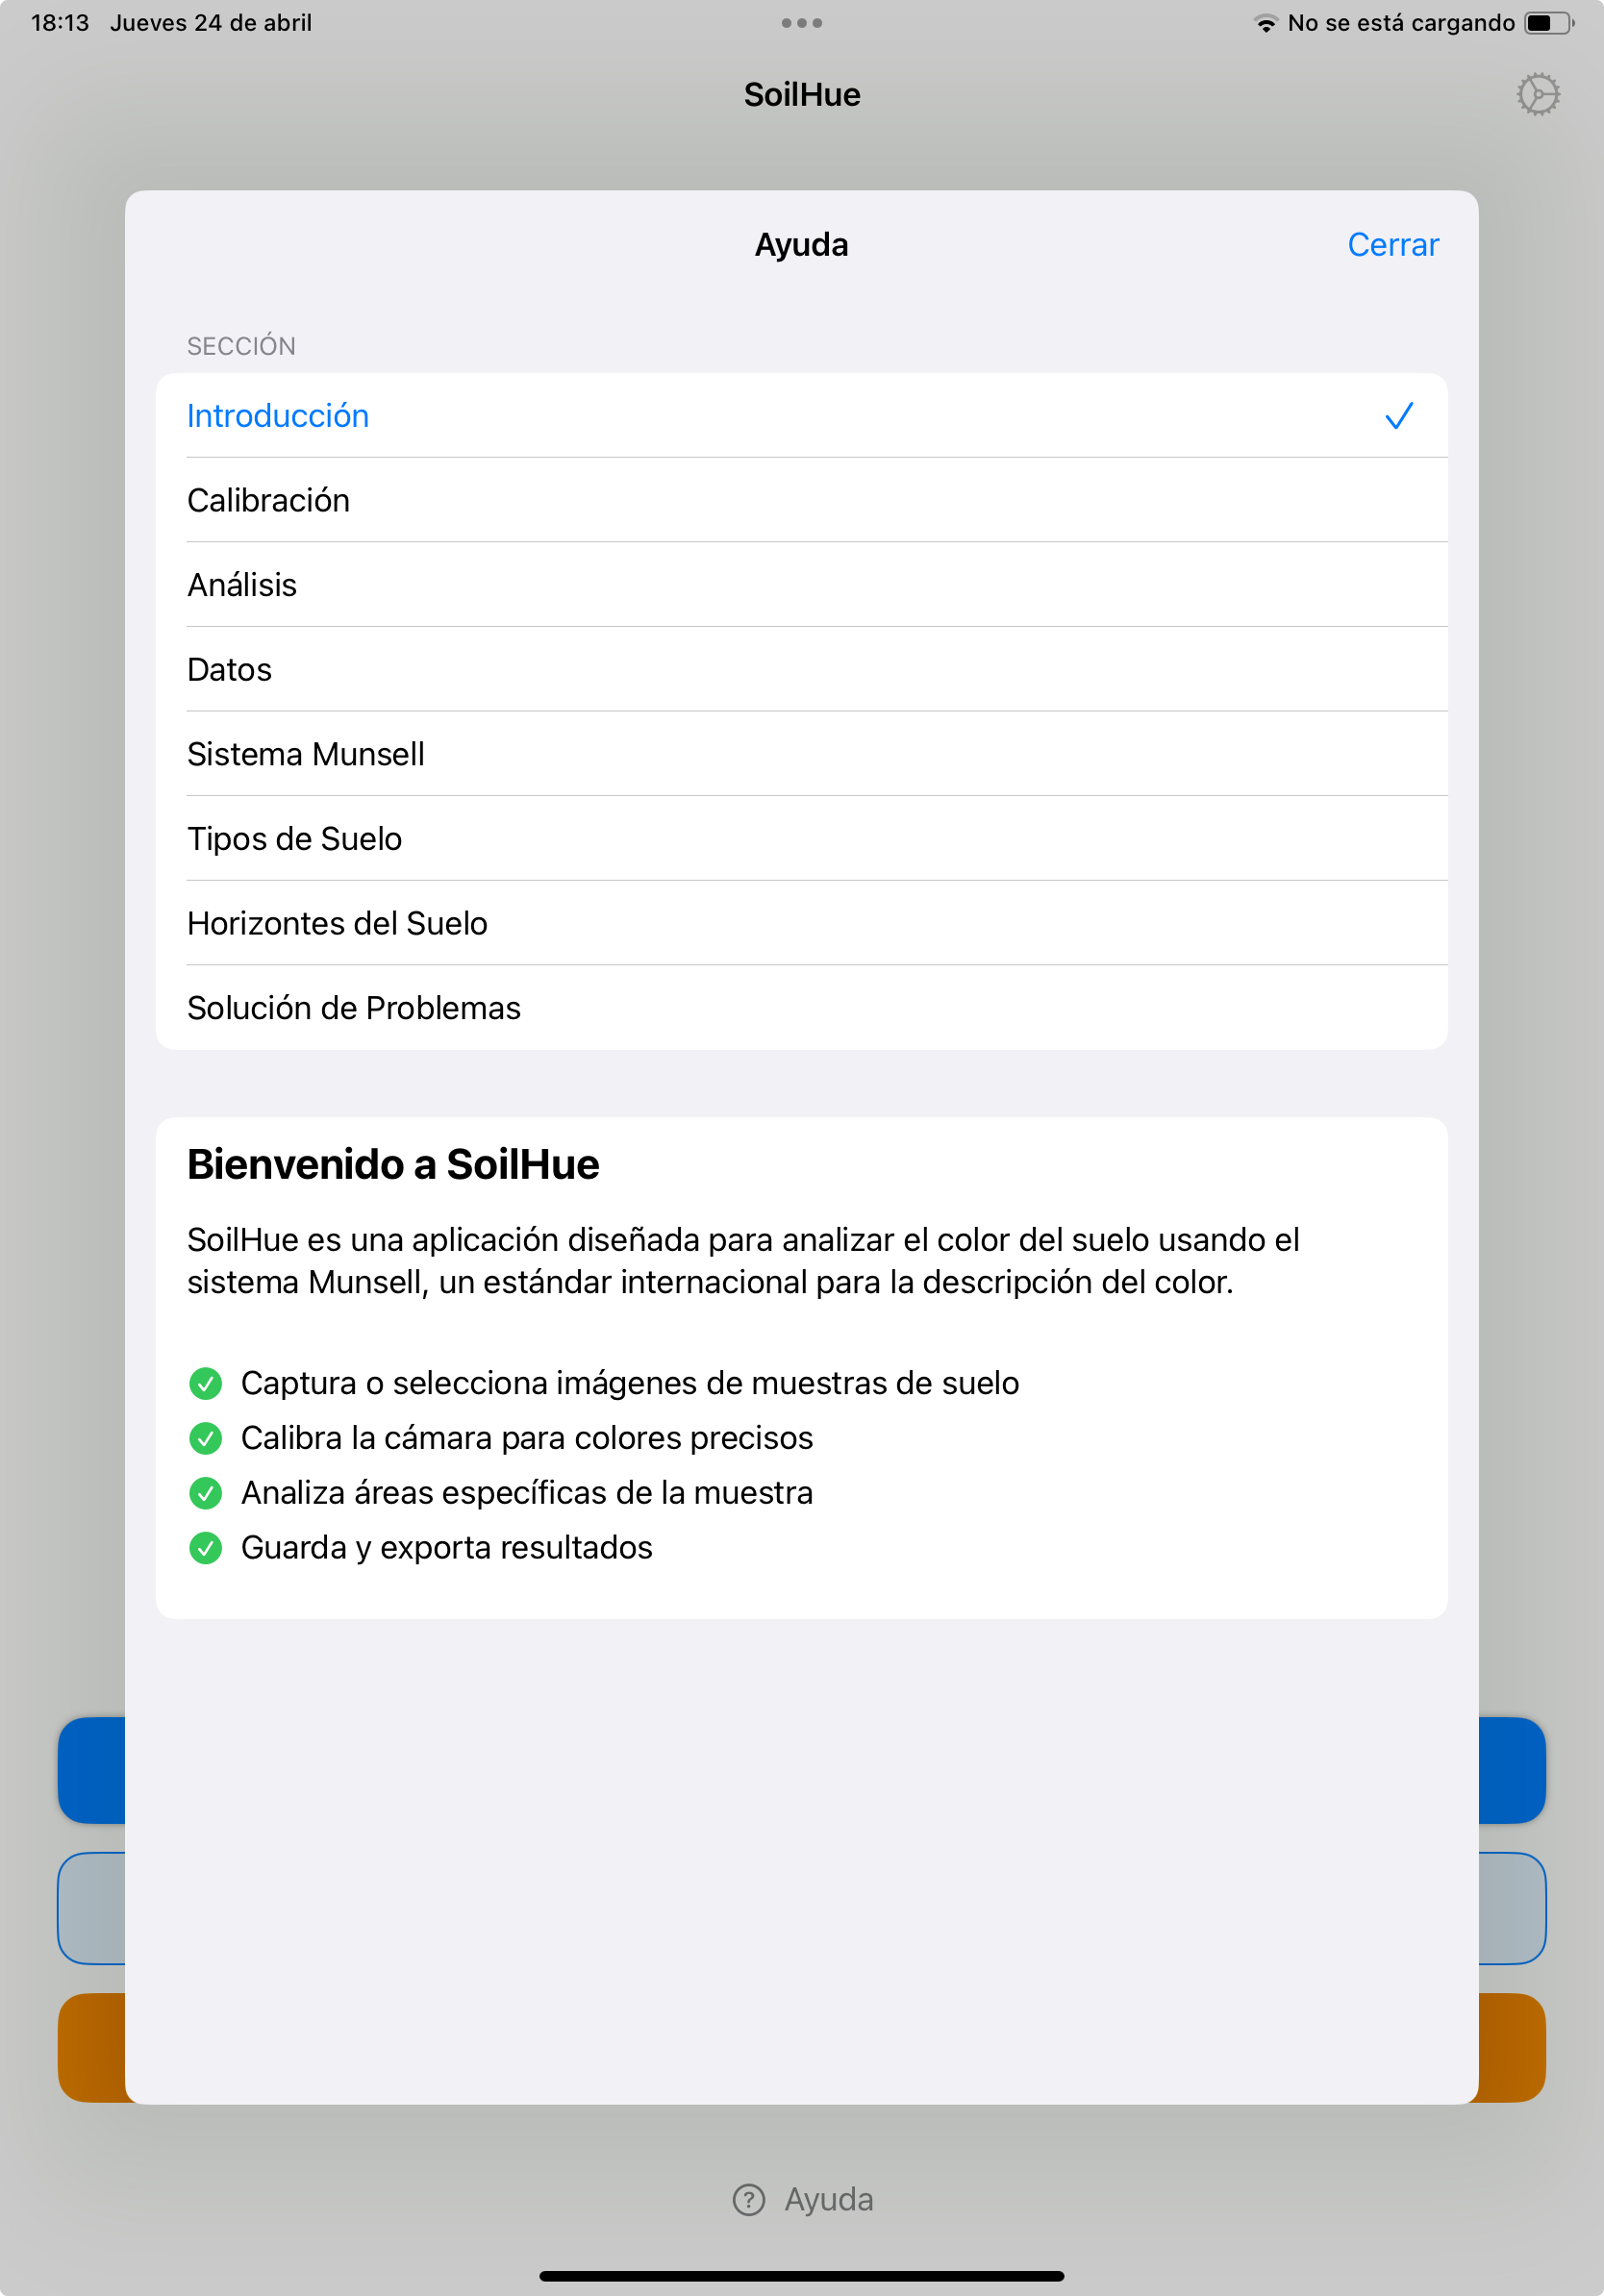 18:13 Jueves 24 de abril No se está cargando
SoilHue
Ayuda Cerrar
SECCIÓN
Introducción
Calibración
Análisis
Datos
Sistema Munsell
Tipos de Suelo
Horizontes del Suelo
Solución de Problemas
Bienvenido a SoilHue
SoilHue es una aplicación diseñada para analizar el color del suelo usando el
sistema Munsell, un estándar internacional para la descripción del color.
Captura o selecciona imágenes de muestras de suelo
Calibra la cámara para colores precisos
Analiza áreas específicas de la muestra
Guarda y exporta resultados
? Ayuda